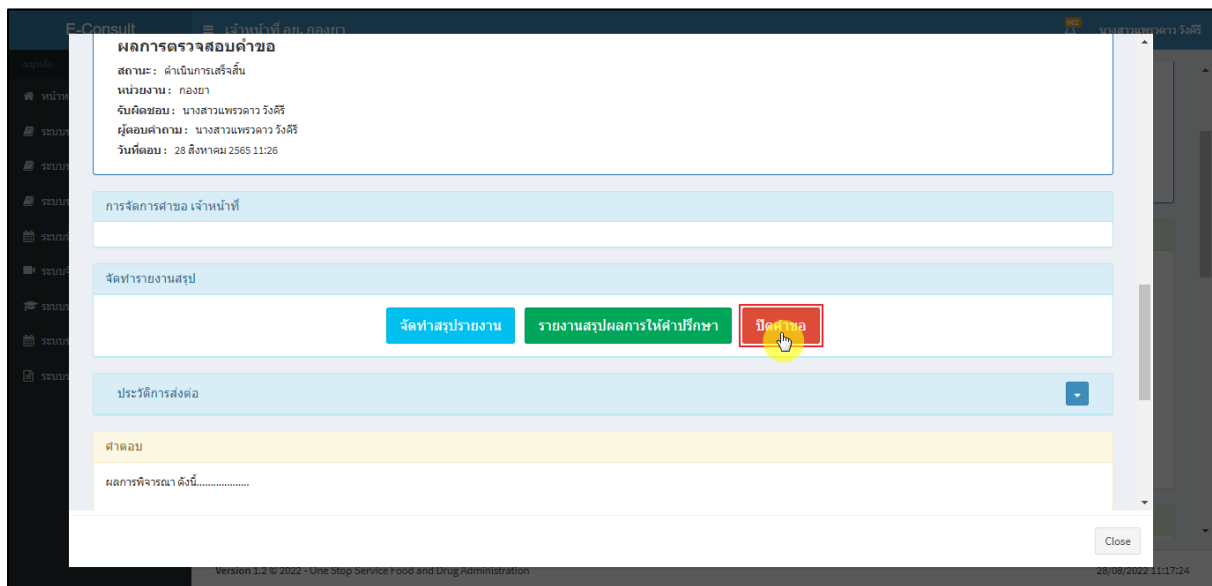 E-Consult
☰ เจ้าหน้าที่ อย. กองยา
662
นางสาวแพรวดาว วังคีรี
เมนูหลัก
ผลการตรวจสอบคำขอ
สถานะ : ดำเนินการเสร็จสิ้น
หน่วยงาน : กองยา
รับผิดชอบ : นางสาวแพรวดาว วังคีรี
ผู้ตอบคำถาม : นางสาวแพรวดาว วังคีรี
วันที่ตอบ : 28 สิงหาคม 2565 11:26
การจัดการคำขอ เจ้าหน้าที่
จัดทำรายงานสรุป
จัดทำสรุปรายงาน
รายงานสรุปผลการให้คำปรึกษา
ปิดคำขอ
ประวัติการส่งต่อ
คำตอบ
ผลการพิจารณา ดังนี้...................
Close
Version 1.2 © 2022 - One Stop Service Food and Drug Administration
28/08/2022 11:17:24